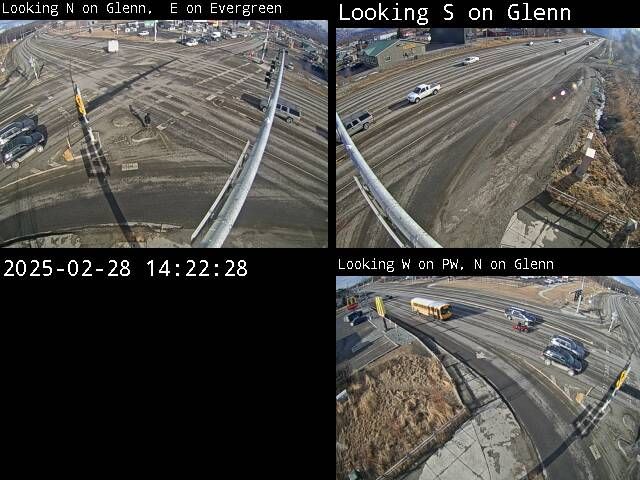 Looking N on Glenn,  E on Evergreen
Looking S on Glenn
2025-02-28 14:22:28
Looking W on PW, N on Glenn